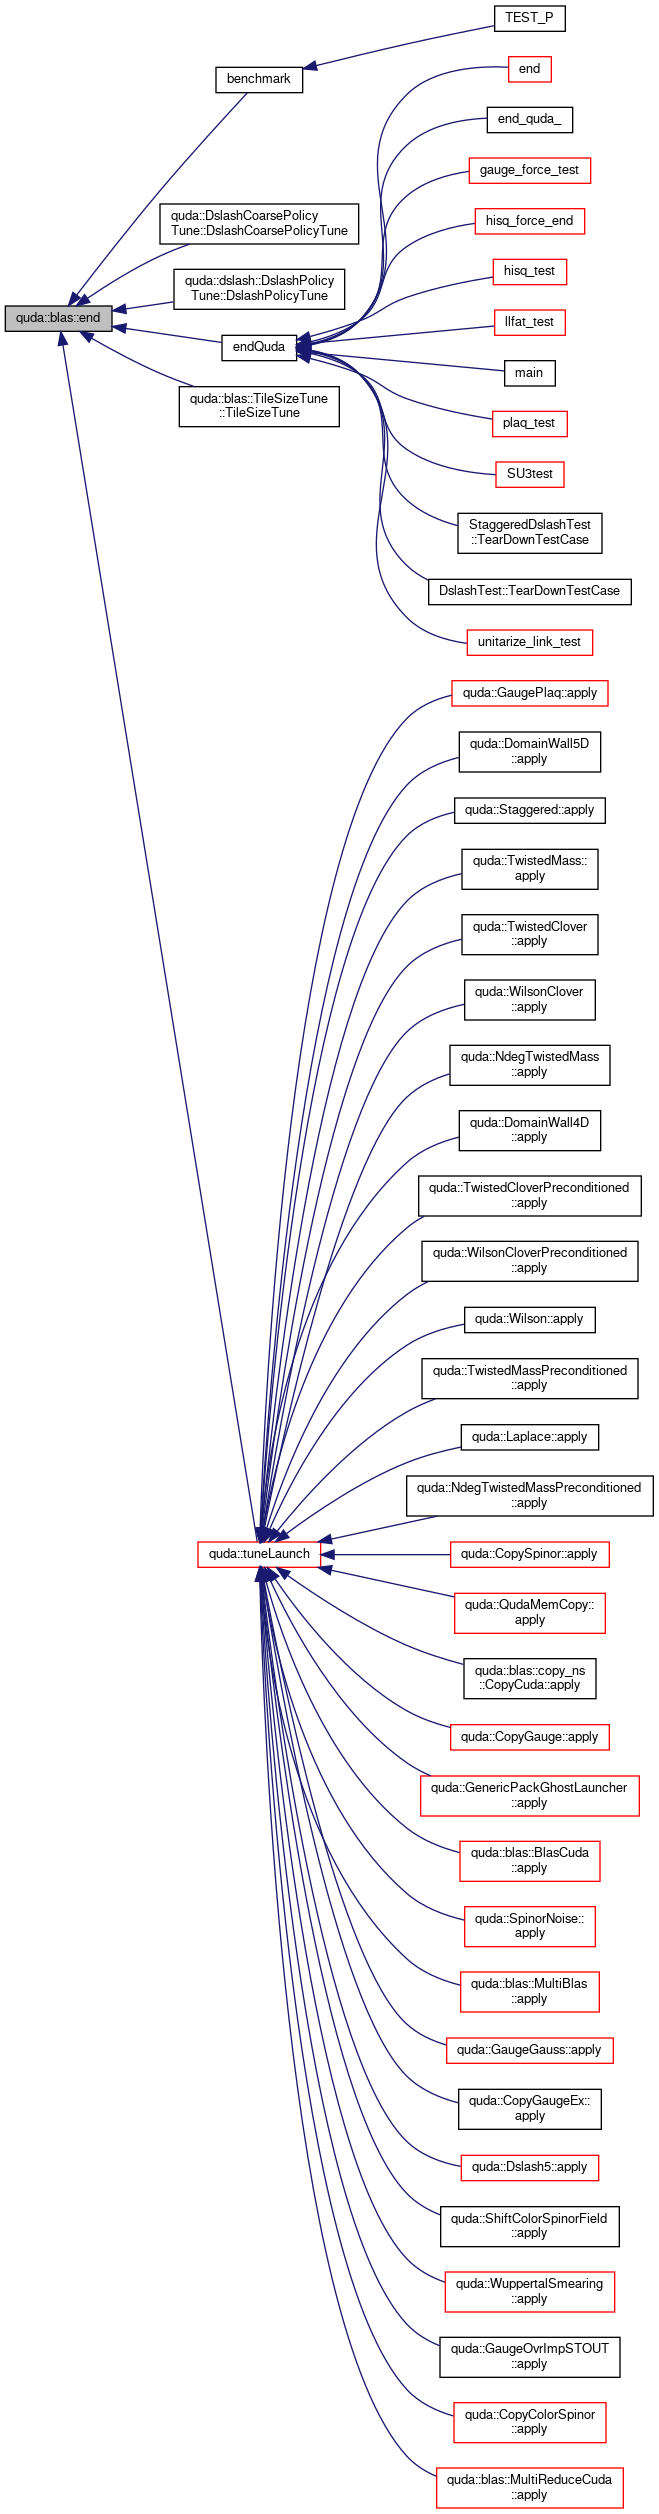 TEST_P
benchmark
end
end_quda_
gauge_force_test
quda::DslashCoarsePolicy
Tune::DslashCoarsePolicyTune
hisq_force_end
hisq_test
quda::dslash::DslashPolicy
Tune::DslashPolicyTune
quda::blas::end
llfat_test
endQuda
main
quda::blas::TileSizeTune
::TileSizeTune
plaq_test
SU3test
StaggeredDslashTest
::TearDownTestCase
DslashTest::TearDownTestCase
unitarize_link_test
quda::GaugePlaq::apply
quda::DomainWall5D
::apply
quda::Staggered::apply
quda::TwistedMass::
apply
quda::TwistedClover
::apply
quda::WilsonClover
::apply
quda::NdegTwistedMass
::apply
quda::DomainWall4D
::apply
quda::TwistedCloverPreconditioned
::apply
quda::WilsonCloverPreconditioned
::apply
quda::Wilson::apply
quda::TwistedMassPreconditioned
::apply
quda::Laplace::apply
quda::NdegTwistedMassPreconditioned
::apply
quda::tuneLaunch
quda::CopySpinor::apply
quda::QudaMemCopy::
apply
quda::blas::copy_ns
::CopyCuda::apply
quda::CopyGauge::apply
quda::GenericPackGhostLauncher
::apply
quda::blas::BlasCuda
::apply
quda::SpinorNoise::
apply
quda::blas::MultiBlas
::apply
quda::GaugeGauss::apply
quda::CopyGaugeEx::
apply
quda::Dslash5::apply
quda::ShiftColorSpinorField
::apply
quda::WuppertalSmearing
::apply
quda::GaugeOvrImpSTOUT
::apply
quda::CopyColorSpinor
::apply
quda::blas::MultiReduceCuda
::apply